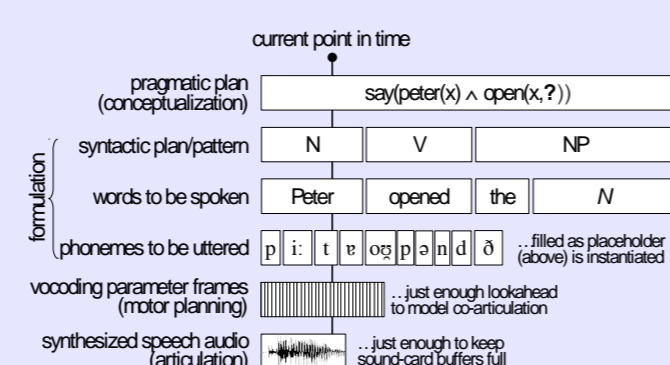 current point in time
pragmatic plan
(conceptualization)
say(peter(x) ∧ open(x,?))
formulation
syntactic plan/pattern N V NP
words to be spoken Peter opened the N
phonemes to be uttered p iː t ɐ oʊ̯ p ə n d ð
...filled as placeholder
(above) is instantiated
vocoding parameter frames
(motor planning)
...just enough lookahead
to model co-articulation
synthesized speech audio
(articulation)
...just enough to keep
sound-card buffers full